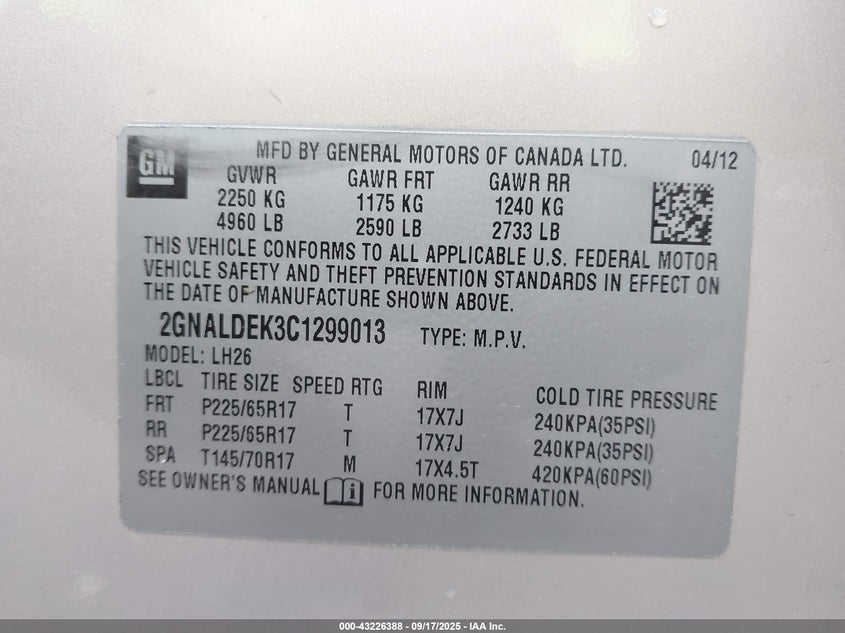 GM
MFD BY GENERAL MOTORS OF CANADA LTD. 04/12
GVWR GAWR FRT GAWR RR
2250 KG 1175 KG 1240 KG
4960 LB 2590 LB 2733 LB
THIS VEHICLE CONFORMS TO ALL APPLICABLE U.S. FEDERAL MOTOR
VEHICLE SAFETY AND THEFT PREVENTION STANDARDS IN EFFECT ON
THE DATE OF MANUFACTURE SHOWN ABOVE.
2GNALDEK3C1299013 TYPE: M.P.V.
MODEL: LH26
LBCL TIRE SIZE SPEED RTG RIM COLD TIRE PRESSURE
FRT P225/65R17 T 17X7J 240KPA(35PSI)
RR P225/65R17 T 17X7J 240KPA(35PSI)
SPA T145/70R17 M 17X4.5T 420KPA(60PSI)
SEE OWNER'S MANUAL i FOR MORE INFORMATION.
000-43226388 - 09/17/2025 - IAA Inc.